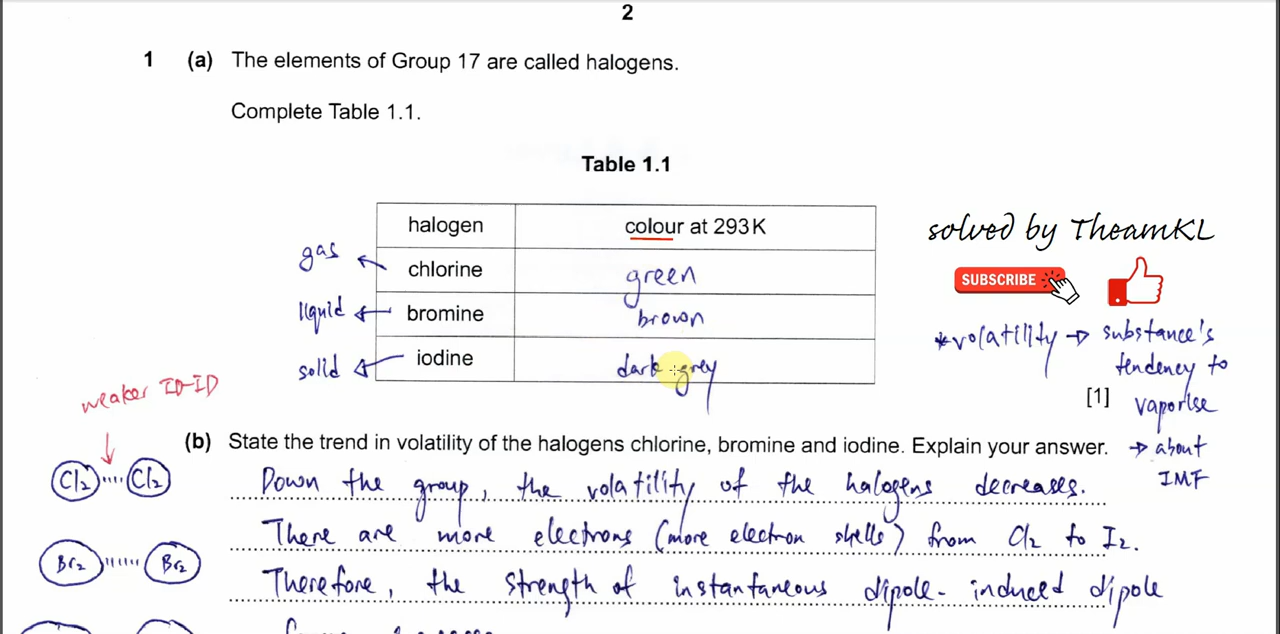 2
1 (a) The elements of Group 17 are called halogens.
Complete Table 1.1.
Table 1.1
halogen colour at 293 K
gas chlorine green
liquid bromine brown
solid iodine dark grey
[1]
solved by TheamKL
SUBSCRIBE
*volatility → substance's
tendency to
vaporise
→ about
IMF
weaker ID-ID
(b) State the trend in volatility of the halogens chlorine, bromine and iodine. Explain your answer.
Cl2 Cl2
Down the group, the volatility of the halogens decreases.
There are more electrons (more electron shells) from Cl2 to I2.
Br2 Br2
Therefore, the strength of instantaneous dipole - induced dipole